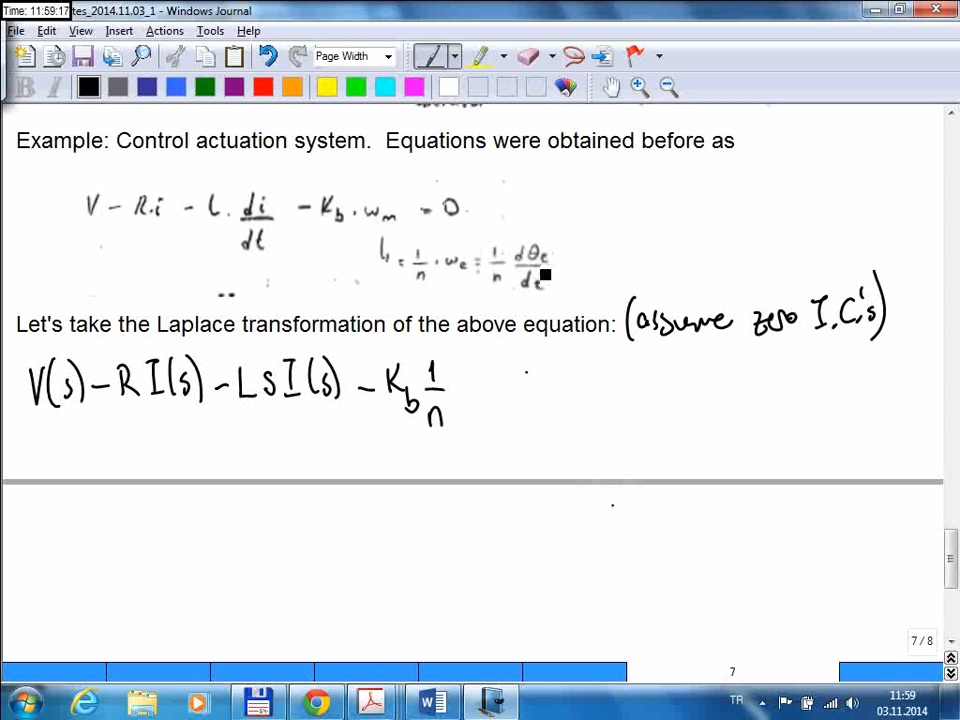 Time: 11:59:17
tes_2014.11.03_1 - Windows Journal
File Edit View Insert Actions Tools Help
Page Width
B I
Example: Control actuation system. Equations were obtained before as
V - R.i - L. di/dt - Kb . wm = 0
= 1/n . we = 1/n dθe/dt
Let's take the Laplace transformation of the above equation: (assume zero I.C.'s)
V(s) - R I(s) - L S I(s) - Kb 1/n
7 / 8
7
TR
11:59
03.11.2014